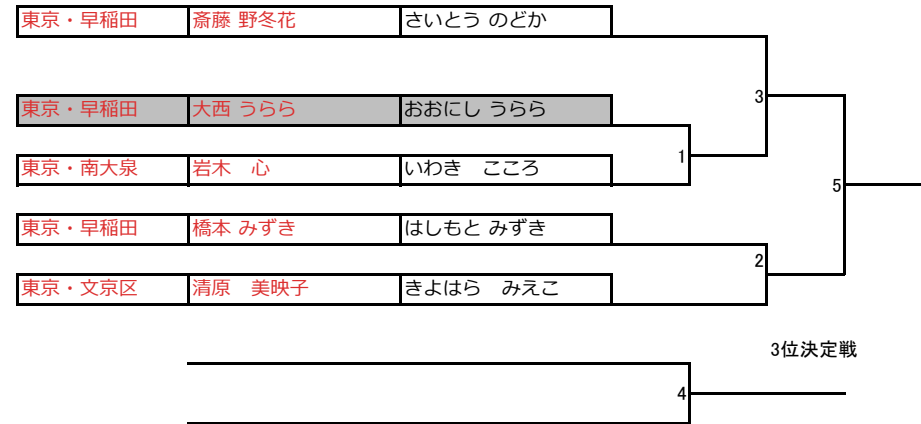 東京・早稲田 斎藤 野冬花 さいとう のどか
3
東京・早稲田 大西 うらら おおにし うらら
1
東京・南大泉 岩木　心 いわき　こころ
5
東京・早稲田 橋本 みずき はしもと みずき
2
東京・文京区 清原　美映子 きよはら　みえこ
3位決定戦
4